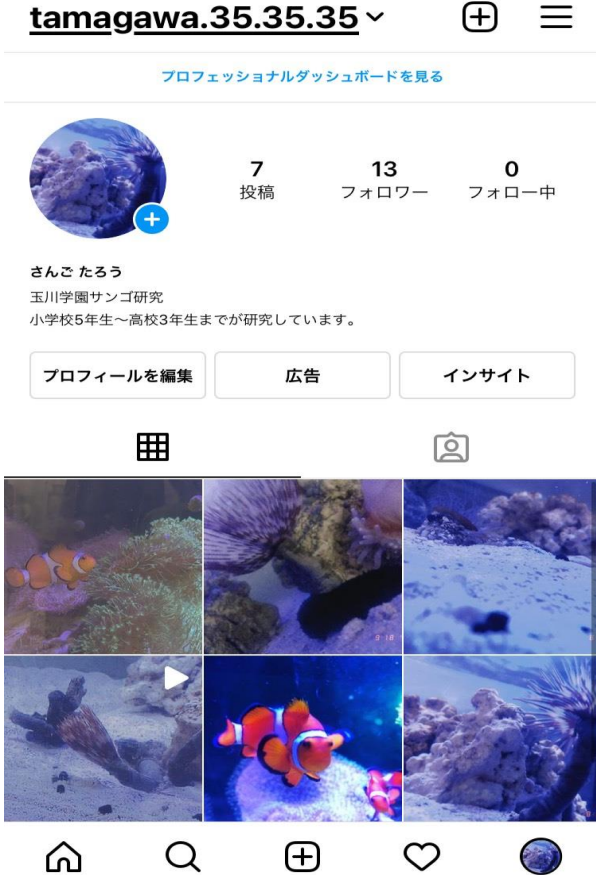 tamagawa.35.35.35
プロフェッショナルダッシュボードを見る
7
投稿
13
フォロワー
0
フォロー中
さんご たろう
玉川学園サンゴ研究
小学校5年生～高校3年生までが研究しています。
プロフィールを編集
広告
インサイト